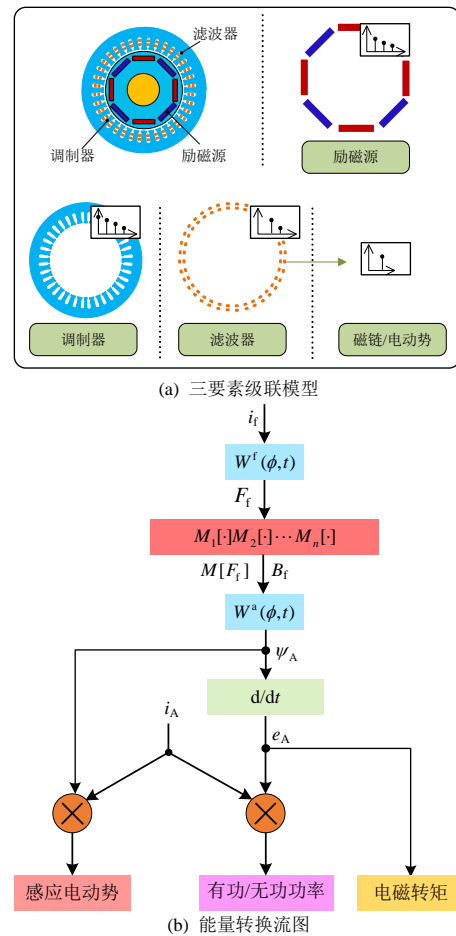 滤波器
调制器
励磁源
励磁源
调制器
滤波器
磁链/电动势
(a) 三要素级联模型
i_f
W^f(ϕ,t)
F_f
M_1[·]M_2[·]⋯M_n[·]
M[F_f] B_f
W^a(ϕ,t)
ψ_A
i_A
d/dt
e_A
感应电动势
有功/无功功率
电磁转矩
(b) 能量转换流图